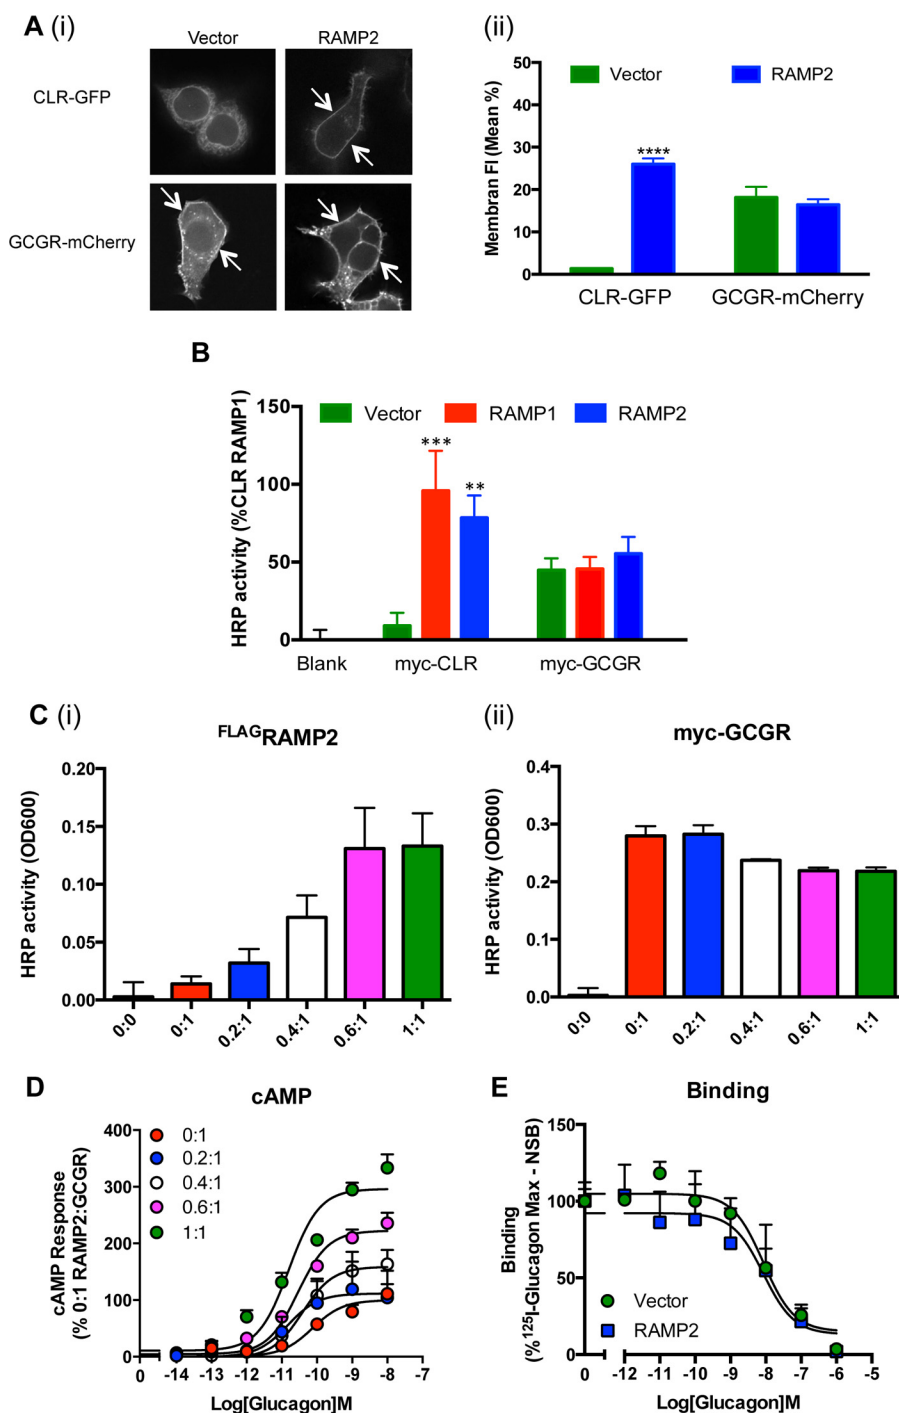 A (i)
Vector RAMP2
CLR-GFP
GCGR-mCherry
(ii)
Vector RAMP2
Membran FI (Mean %)
50
40
30
20
10
0
****
CLR-GFP GCGR-mCherry
B
Vector RAMP1 RAMP2
HRP activity (%CLR RAMP1)
150
100
50
0
***
**
Blank myc-CLR myc-GCGR
C (i)
FLAGRAMP2
HRP activity (OD600)
0.20
0.15
0.10
0.05
0.00
0:0 0:1 0.2:1 0.4:1 0.6:1 1:1
(ii)
myc-GCGR
HRP activity (OD600)
0.4
0.3
0.2
0.1
0.0
0:0 0:1 0.2:1 0.4:1 0.6:1 1:1
D
cAMP
0:1
0.2:1
0.4:1
0.6:1
1:1
cAMP Response
(% 0:1 RAMP2:GCGR)
400
300
200
100
0
0 -14 -13 -12 -11 -10 -9 -8 -7
Log[Glucagon]M
E
Binding
Binding
(%125I-Glucagon Max - NSB)
150
100
50
0
Vector
RAMP2
0 -12 -11 -10 -9 -8 -7 -6 -5
Log[Glucagon]M